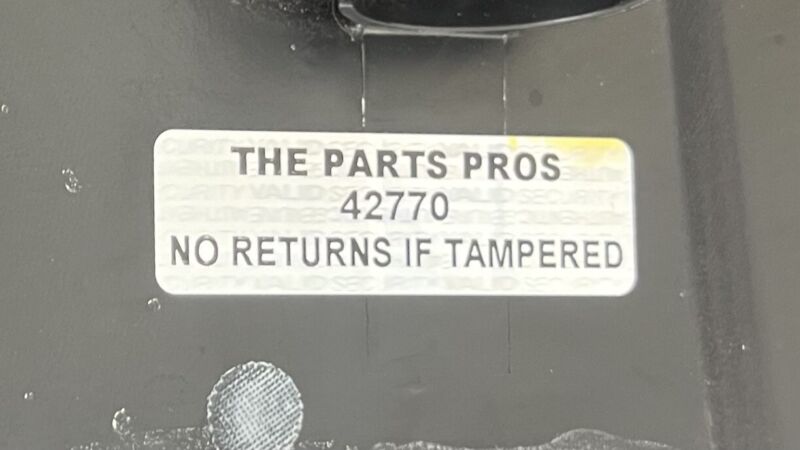 THE PARTS PROS
42770
NO RETURNS IF TAMPERED